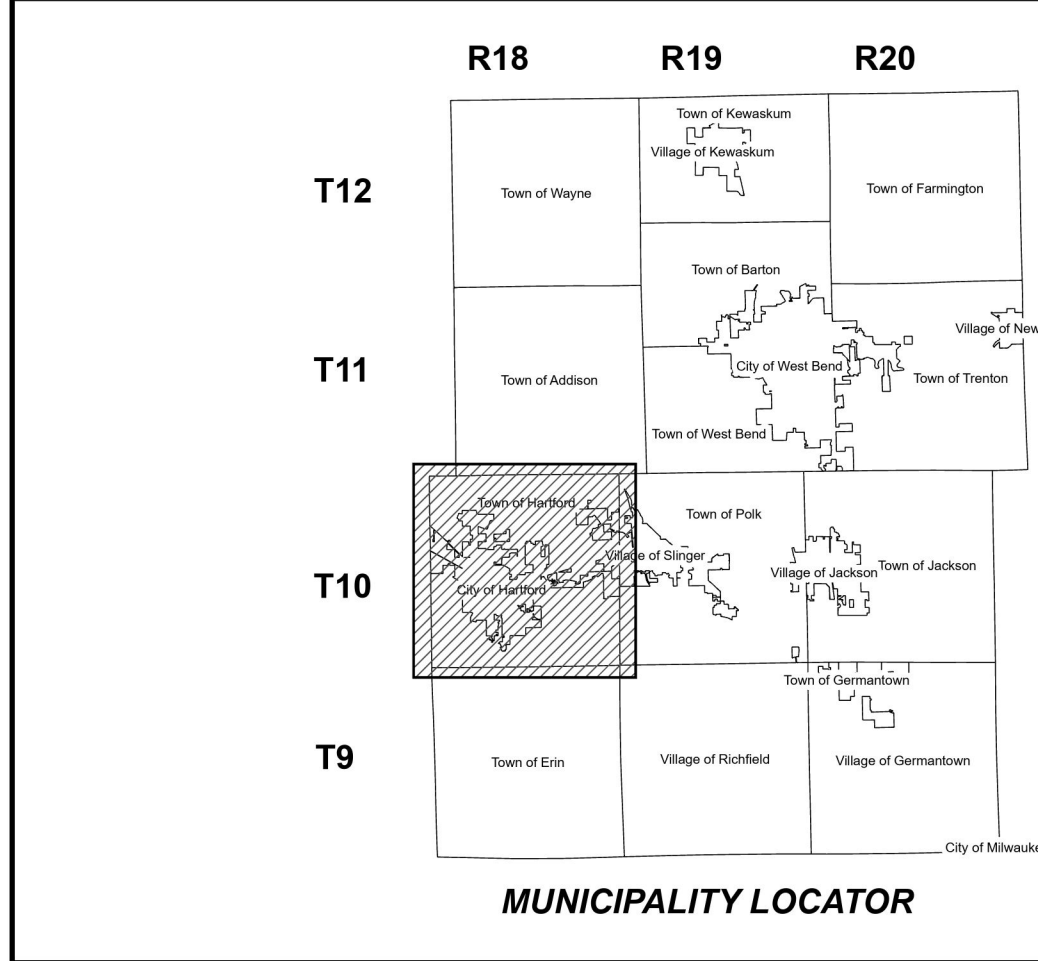 R18 R19 R20
Town of Kewaskum
Village of Kewaskum
T12
Town of Wayne
Town of Farmington
Town of Barton
Village of New
T11
City of West Bend
Town of Addison
Town of Trenton
Town of West Bend
Town of Hartford
Town of Polk
Village of Slinger
T10
Village of Jackson
Town of Jackson
City of Hartford
Town of Germantown
T9
Town of Erin
Village of Richfield
Village of Germantown
City of Milwauke
MUNICIPALITY LOCATOR